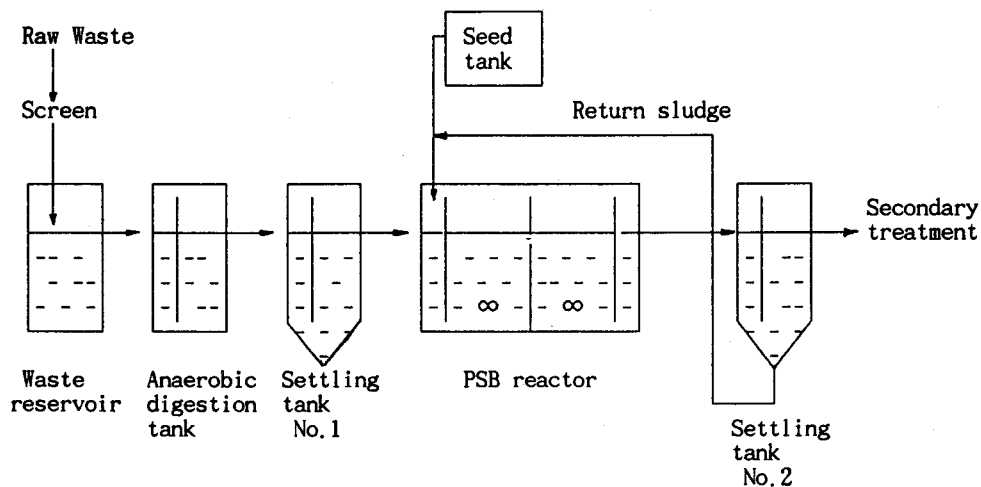 Raw Waste
Screen
Seed
tank
Return sludge
Secondary
treatment
Waste
reservoir
Anaerobic
digestion
tank
Settling
tank
No.1
PSB reactor
Settling
tank
No.2